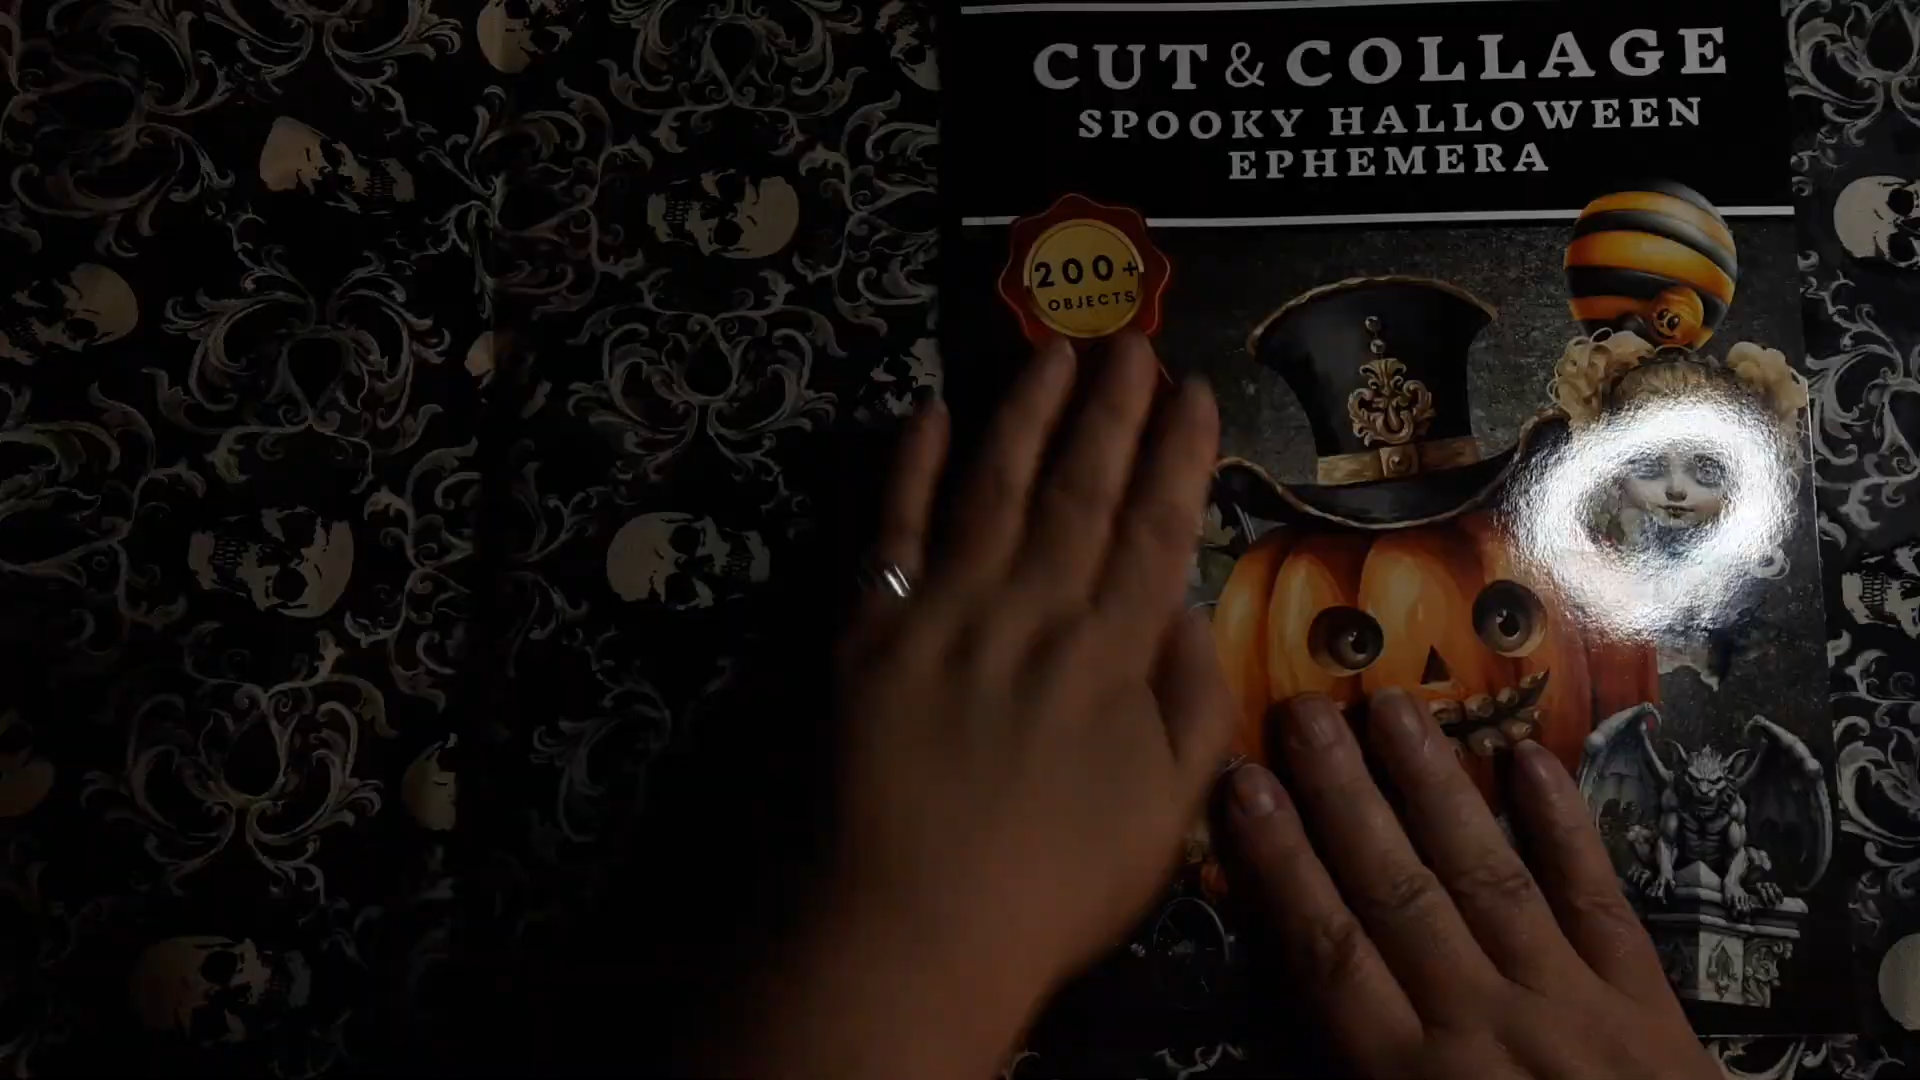 CUT & COLLAGE
SPOOKY HALLOWEEN
EPHEMERA
200+
OBJECTS